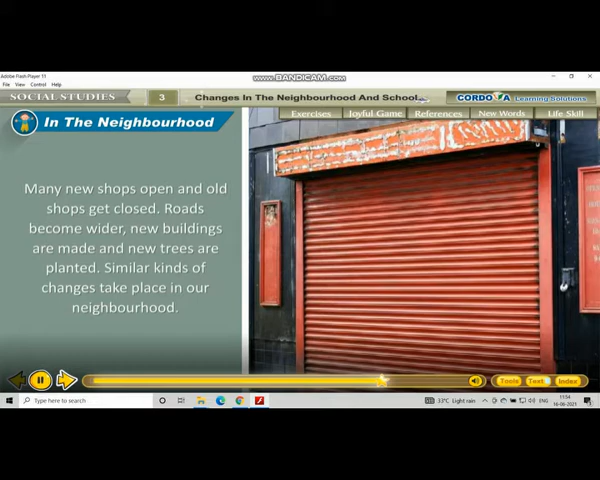 www.BANDICAM.com
Adobe Flash Player 11
File View Control Help
SOCIAL STUDIES 3 Changes In The Neighbourhood And School... CORDOVA Learning Solutions
Exercises Joyful Game References New Words Life Skill
In The Neighbourhood
Many new shops open and old
shops get closed. Roads
become wider, new buildings
are made and new trees are
planted. Similar kinds of
changes take place in our
neighbourhood.
Tools Text Index
Type here to search 33°C Light rain ENG 11:54
16-06-2021